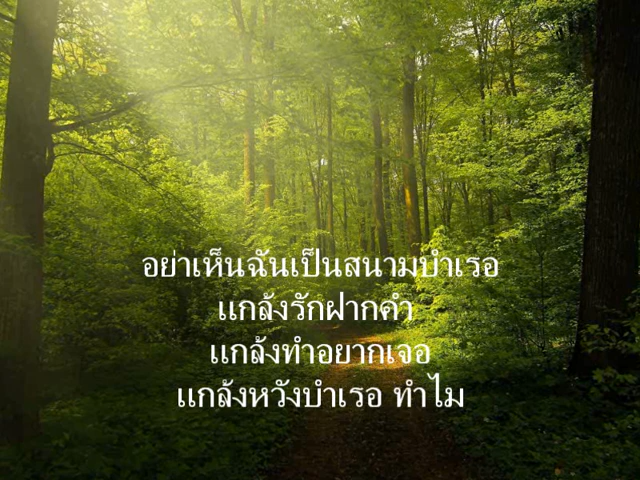 อย่าเห็นฉันเป็นสนามบำเรอ
แกล้งรักฝากคำ
แกล้งทำอยากเจอ
แกล้งหวังบำเรอ ทำไม